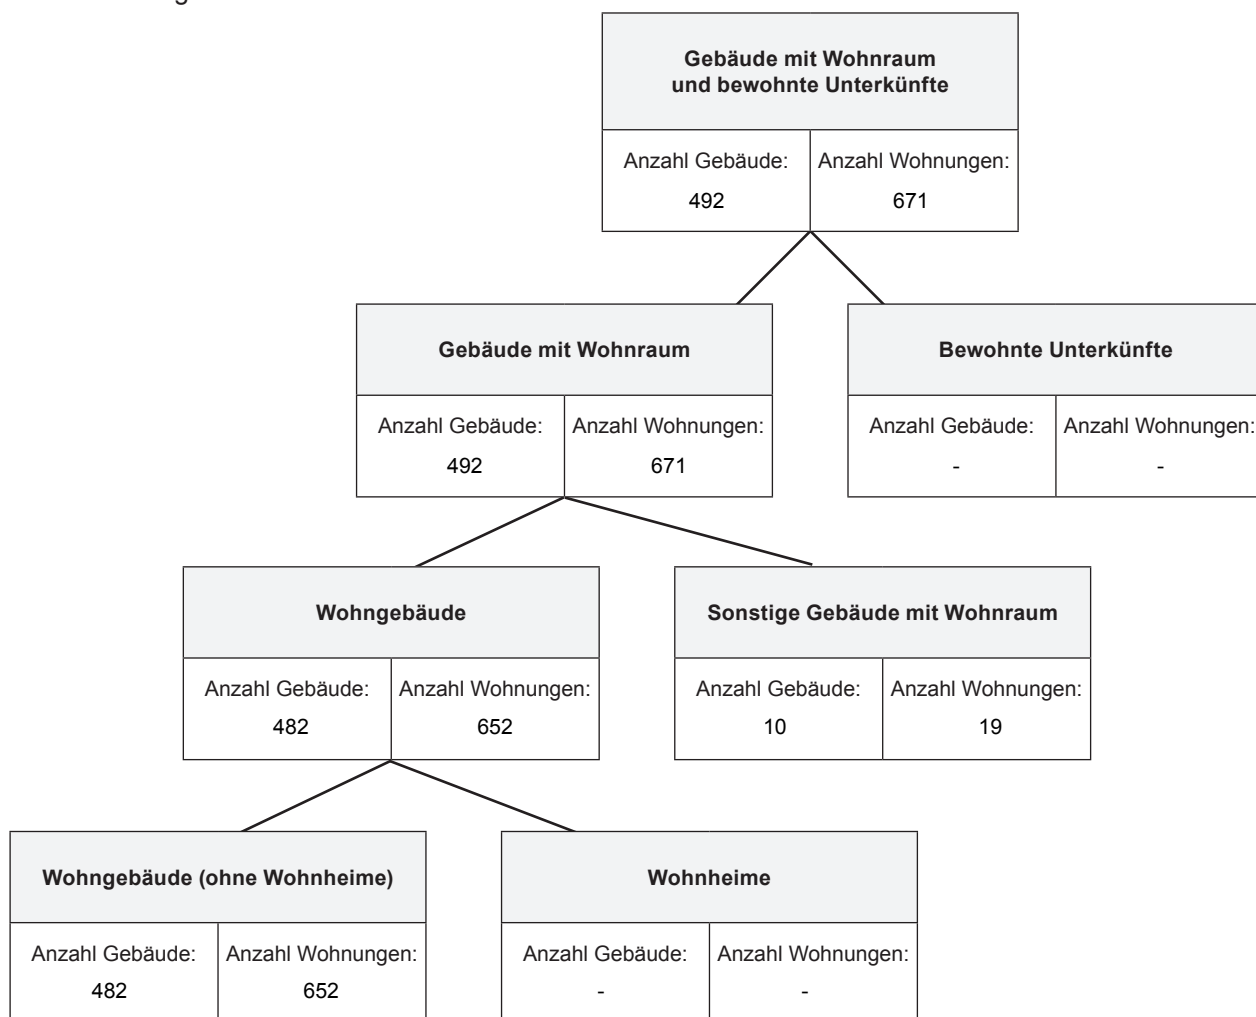 Gebäude mit Wohnraum
und bewohnte Unterkünfte
Anzahl Gebäude: Anzahl Wohnungen:
492 671
Gebäude mit Wohnraum
Anzahl Gebäude: Anzahl Wohnungen:
492 671
Bewohnte Unterkünfte
Anzahl Gebäude: Anzahl Wohnungen:
- -
Wohngebäude
Anzahl Gebäude: Anzahl Wohnungen:
482 652
Sonstige Gebäude mit Wohnraum
Anzahl Gebäude: Anzahl Wohnungen:
10 19
Wohngebäude (ohne Wohnheime)
Anzahl Gebäude: Anzahl Wohnungen:
482 652
Wohnheime
Anzahl Gebäude: Anzahl Wohnungen:
- -